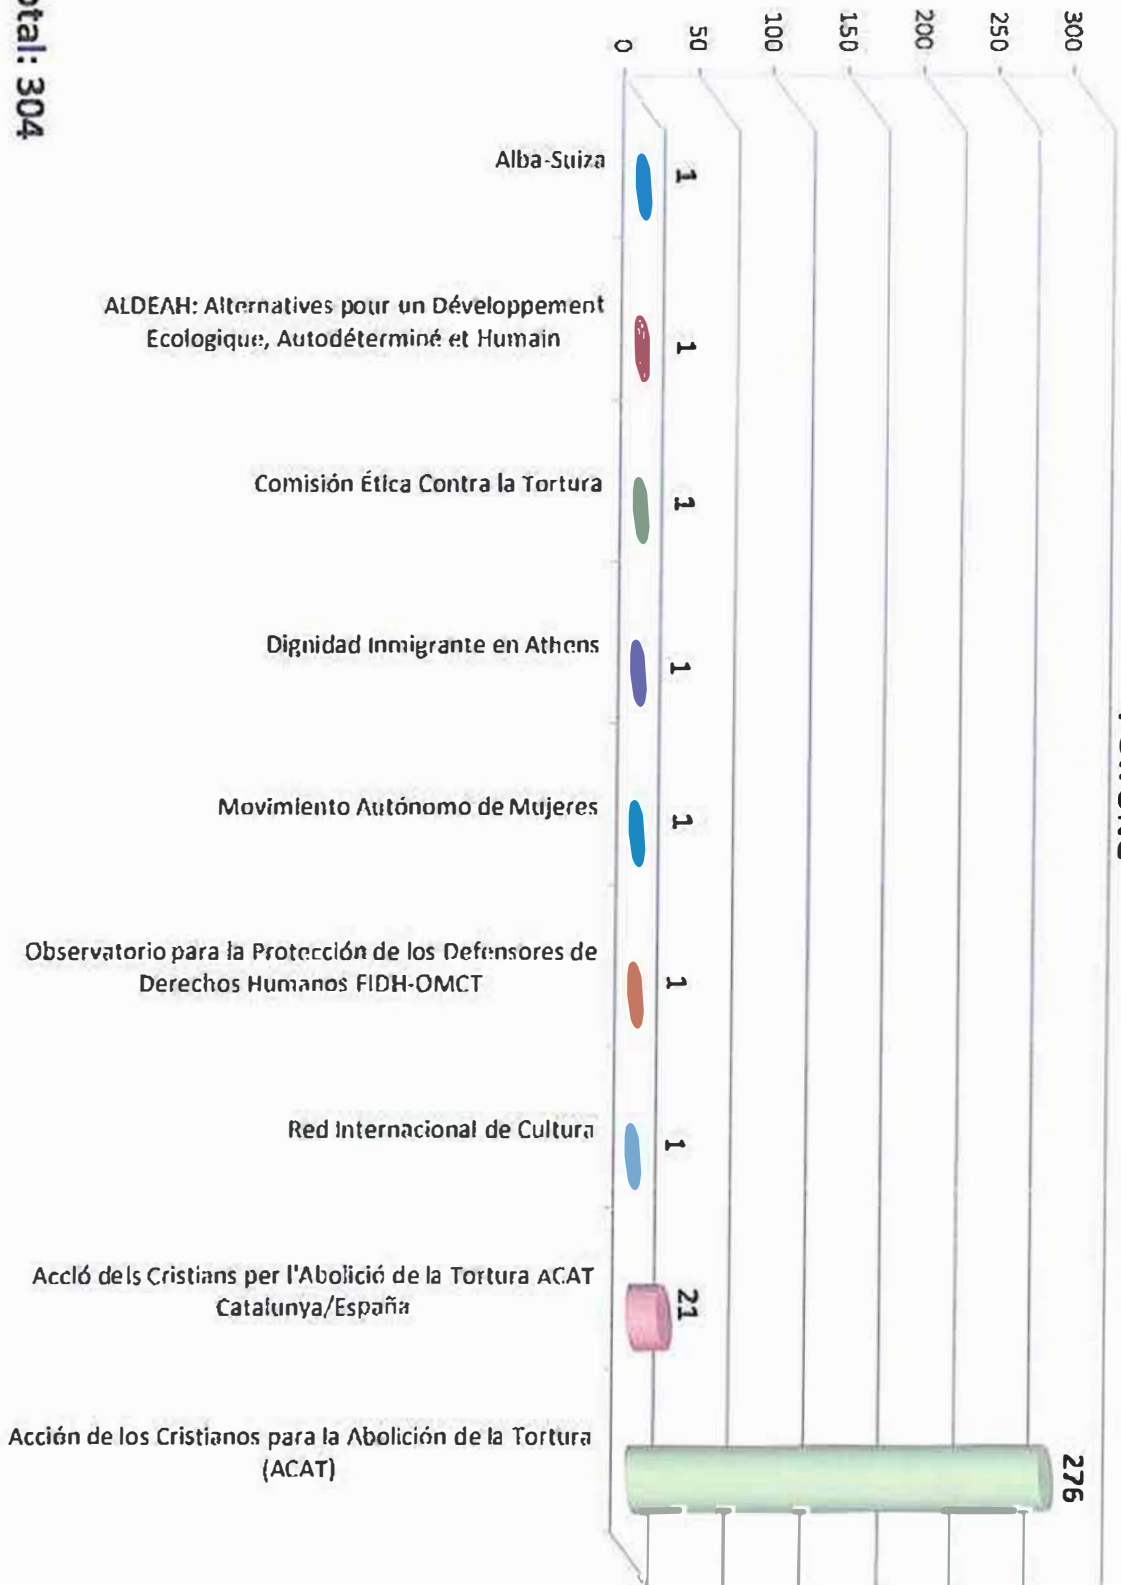 300
250
200
150
100
50
0
1
1
1
1
1
1
1
21
276
Alba-Suiza
ALDEAH: Alternatives pour un Développement
Ecologique, Autodéterminé et Humain
Comisión Ética Contra la Tortura
Dignidad Inmigrante en Athens
Movimiento Autónomo de Mujeres
Observatorio para la Protección de los Defensores de
Derechos Humanos FIDH-OMCT
Red Internacional de Cultura
Acció dels Cristians per l'Abolició de la Tortura ACAT
Catalunya/España
Acción de los Cristianos para la Abolición de la Tortura
(ACAT)
otal: 304